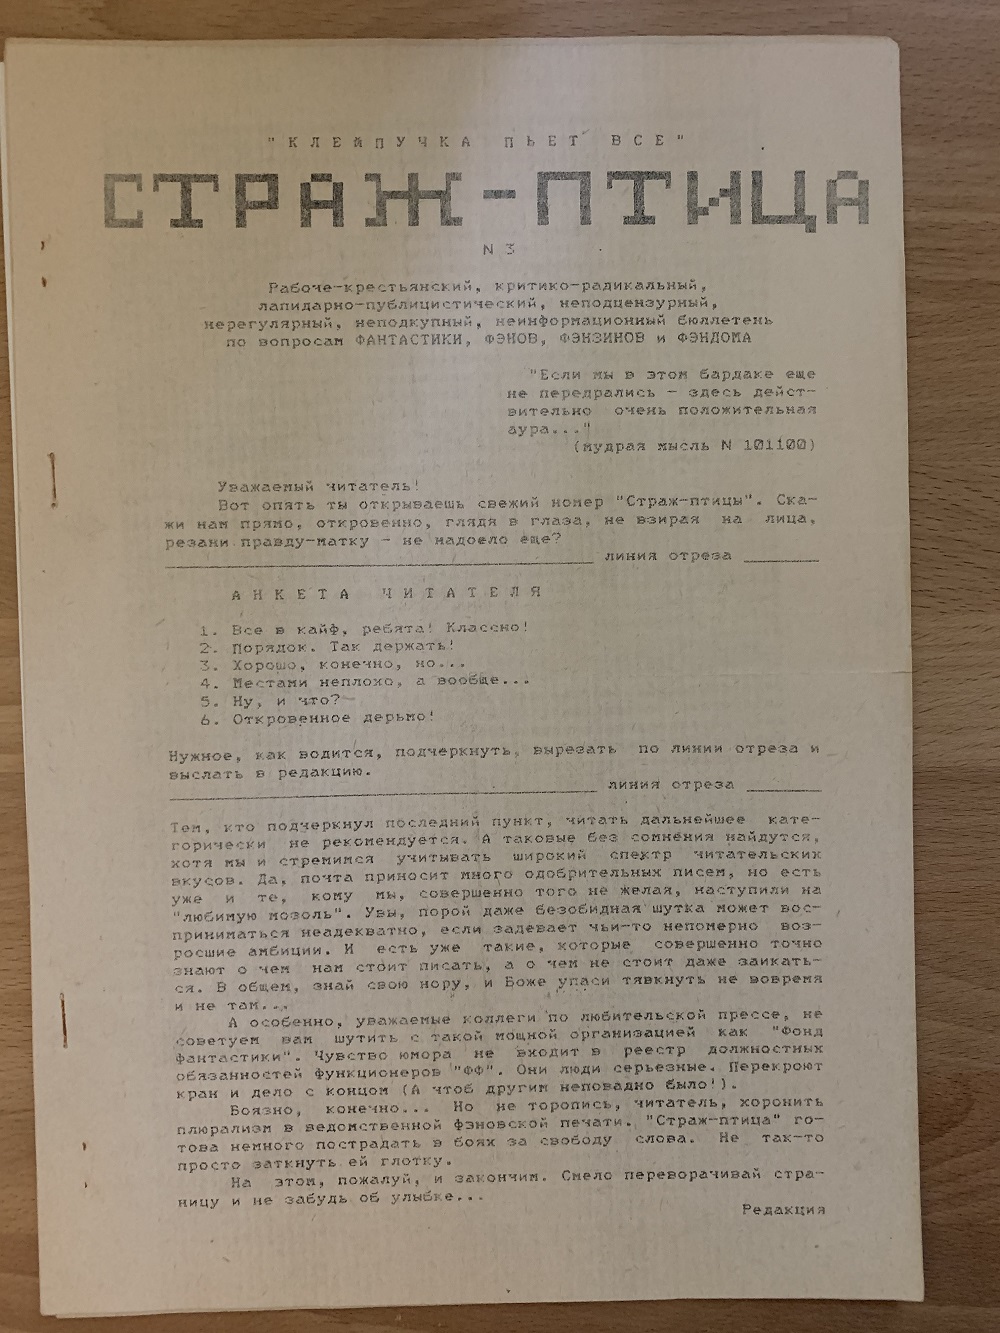 "КЛЕЙПУЧКА ПЬЕТ ВСЕ"
СТРАЖ-ПТИЦА
N 3
Рабоче-крестьянский, критико-радикальный,
лапидарно-публицистический, неподцензурный,
нерегулярный, неподкупный, неинформационный бюллетень
по вопросам ФАНТАСТИКИ, ФЭНОВ, ФЭНЗИНОВ и ФЭНДОМА
"Если мы в этом бардаке еще
не передрались - здесь дейст-
вительно очень положительная
аура..."
(мудрая мысль N 101100)
Уважаемый читатель!
Вот опять ты открываешь свежий номер "Страж-птицы". Ска-
жи нам прямо, откровенно, глядя в глаза, не взирая на лица,
резани правду-матку - не надоело еще?
линия отреза
АНКЕТА ЧИТАТЕЛЯ
1. Все в кайф, ребята! Классно!
2. Порядок. Так держать!
3. Хорошо, конечно, но...
4. Местами неплохо, а вообще...
5. Ну, и что?
6. Откровенное дерьмо!
Нужное, как водится, подчеркнуть, вырезать по линии отреза и
выслать в редакцию.
линия отреза
Тем, кто подчеркнул последний пункт, читать дальнейшее кате-
горически не рекомендуется. А таковые без сомнения найдутся,
хотя мы и стремимся учитывать широкий спектр читательских
вкусов. Да, почта приносит много одобрительных писем, но есть
уже и те, кому мы, совершенно того не желая, наступили на
"любимую мозоль". Увы, порой даже безобидная шутка может вос-
приниматься неадекватно, если задевает чьи-то непомерно воз-
росшие амбиции. И есть уже такие, которые совершенно точно
знают о чем нам стоит писать, а о чем не стоит даже заикать-
ся. В общем, знай свою нору, и Боже упаси тявкнуть не вовремя
и не там...
А особенно, уважаемые коллеги по любительской прессе, не
советуем вам шутить с такой мощной организацией как "Фонд
фантастики". Чувство юмора не входит в реестр должностных
обязанностей функционеров "ФФ". Они люди серьезные. Перекроют
кран и дело с концом (А чтоб другим неповадно было!).
Боязно, конечно... Но не торопись, читатель, хоронить
плюрализм в ведомственной фэновской печати. "Страж-птица" го-
това немного пострадать в боях за свободу слова. Не так-то
просто заткнуть ей глотку.
На этом, пожалуй, и закончим. Смело переворачивай стра-
ницу и не забудь об улыбке...
Редакция